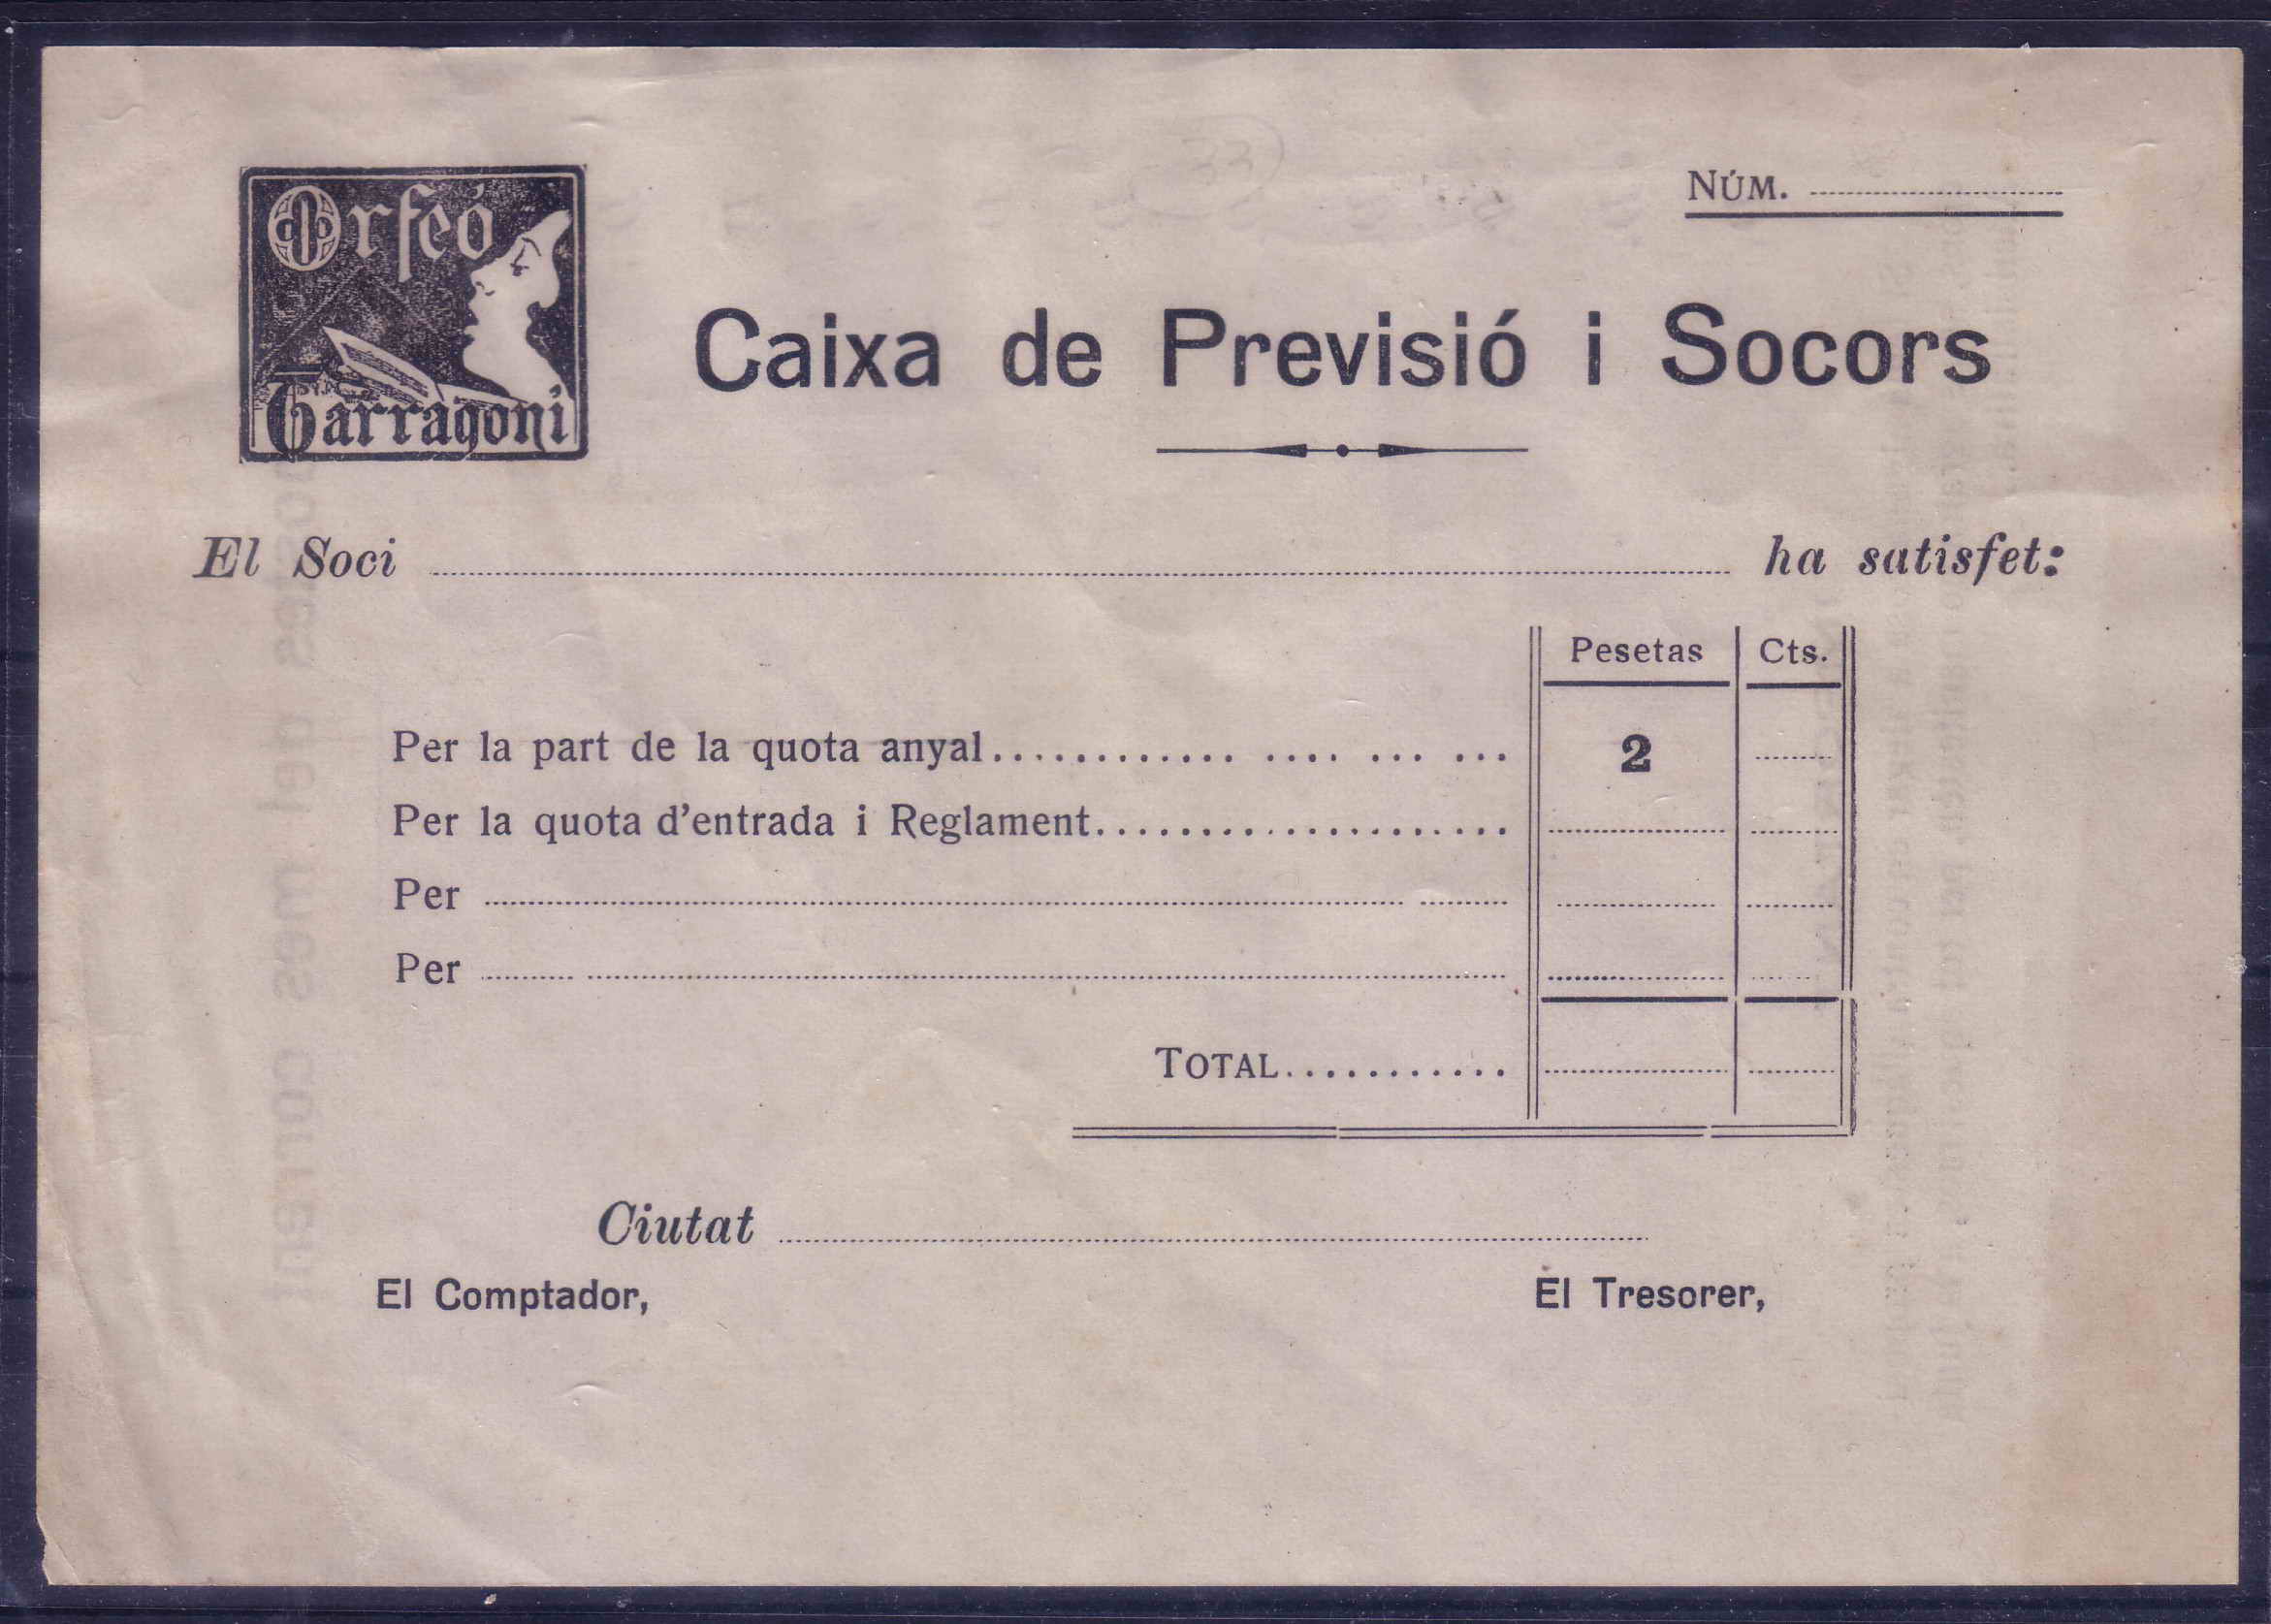 Orfeó
Tarragoní
NÚM.
Caixa de Previsió i Socors
El Soci ha satisfet:
Pesetas Cts.
Per la part de la quota anyal 2
Per la quota d'entrada i Reglament
Per
Per
TOTAL
Ciutat
El Comptador, El Tresorer,